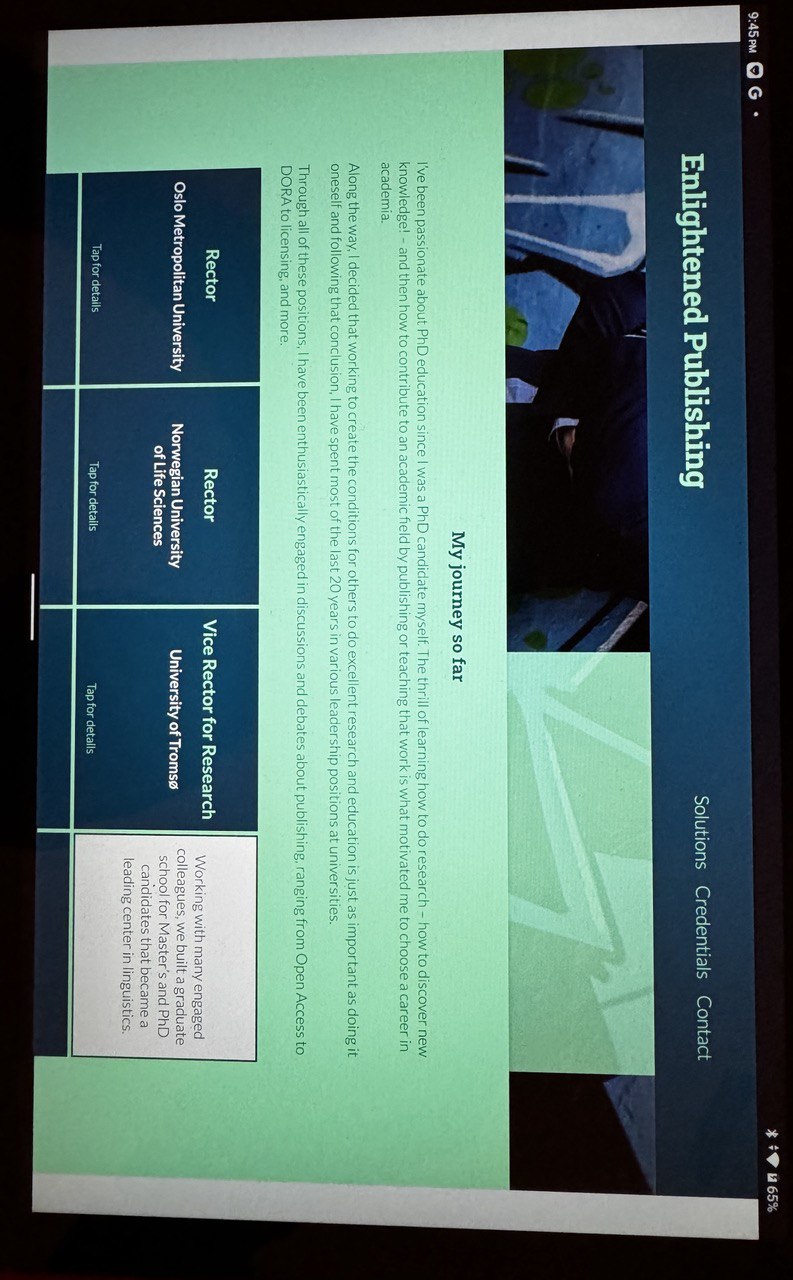 9:45 PM G
65%
Enlightened Publishing
Solutions Credentials Contact
My journey so far
I've been passionate about PhD education since I was a PhD candidate myself. The thrill of learning how to do research – how to discover new
knowledge! – and then how to contribute to an academic field by publishing or teaching that work is what motivated me to choose a career in
academia.
Along the way, I decided that working to create the conditions for others to do excellent research and education is just as important as doing it
oneself and following that conclusion, I have spent most of the last 20 years in various leadership positions at universities.
Through all of these positions, I have been enthusiastically engaged in discussions and debates about publishing, ranging from Open Access to
DORA to licensing, and more.
Rector
Oslo Metropolitan University
Tap for details
Rector
Norwegian University
of Life Sciences
Tap for details
Vice Rector for Research
University of Tromsø
Tap for details
Working with many engaged
colleagues, we built a graduate
school for Master's and PhD
candidates that became a
leading center in linguistics.